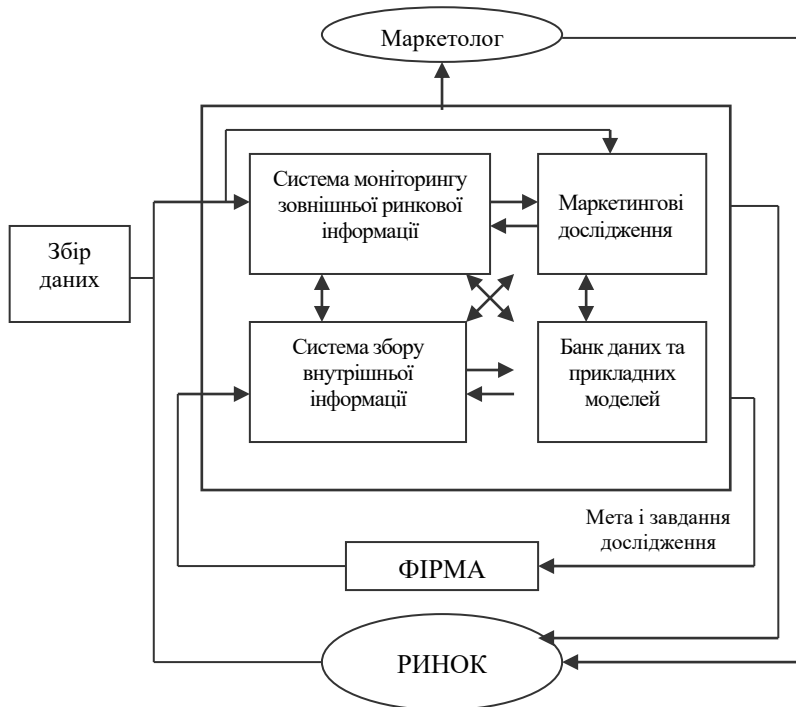 Маркетолог
Система моніторингу
зовнішньої ринкової
інформації
Маркетингові
дослідження
Збір
даних
Система збору
внутрішньої
інформації
Банк даних та
прикладних
моделей
Мета і завдання
дослідження
ФІРМА
РИНОК